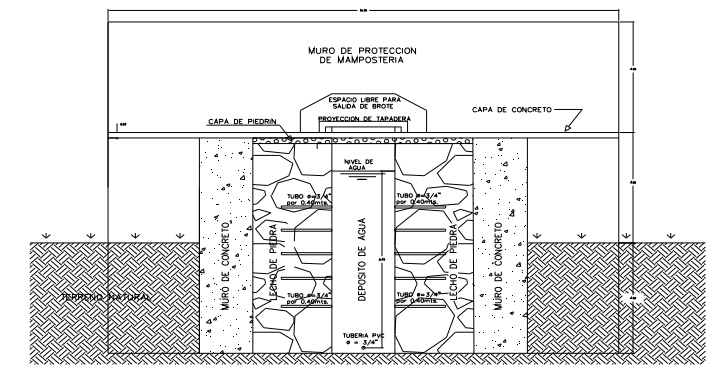 MURO DE PROTECCION
DE MAMPOSTERIA
ESPACIO LIBRE PARA
SALIDA DE BROTE
CAPA DE CONCRETO
PROYECCION DE TAPADERA
CAPA DE PIEDRIN
NIVEL DE
AGUA
TUBO ø=3/4"
por 0.40mts.
TUBO ø=3/4"
por 0.40mts.
MURO DE CONCRETO
LECHO DE PIEDRA
DEPOSITO DE AGUA
LECHO DE PIEDRA
MURO DE CONCRETO
TERRENO NATURAL
TUBO ø=3/4"
por 0.40mts.
TUBO ø=3/4"
por 0.40mts.
TUBERIA PVC
ø = 3/4"